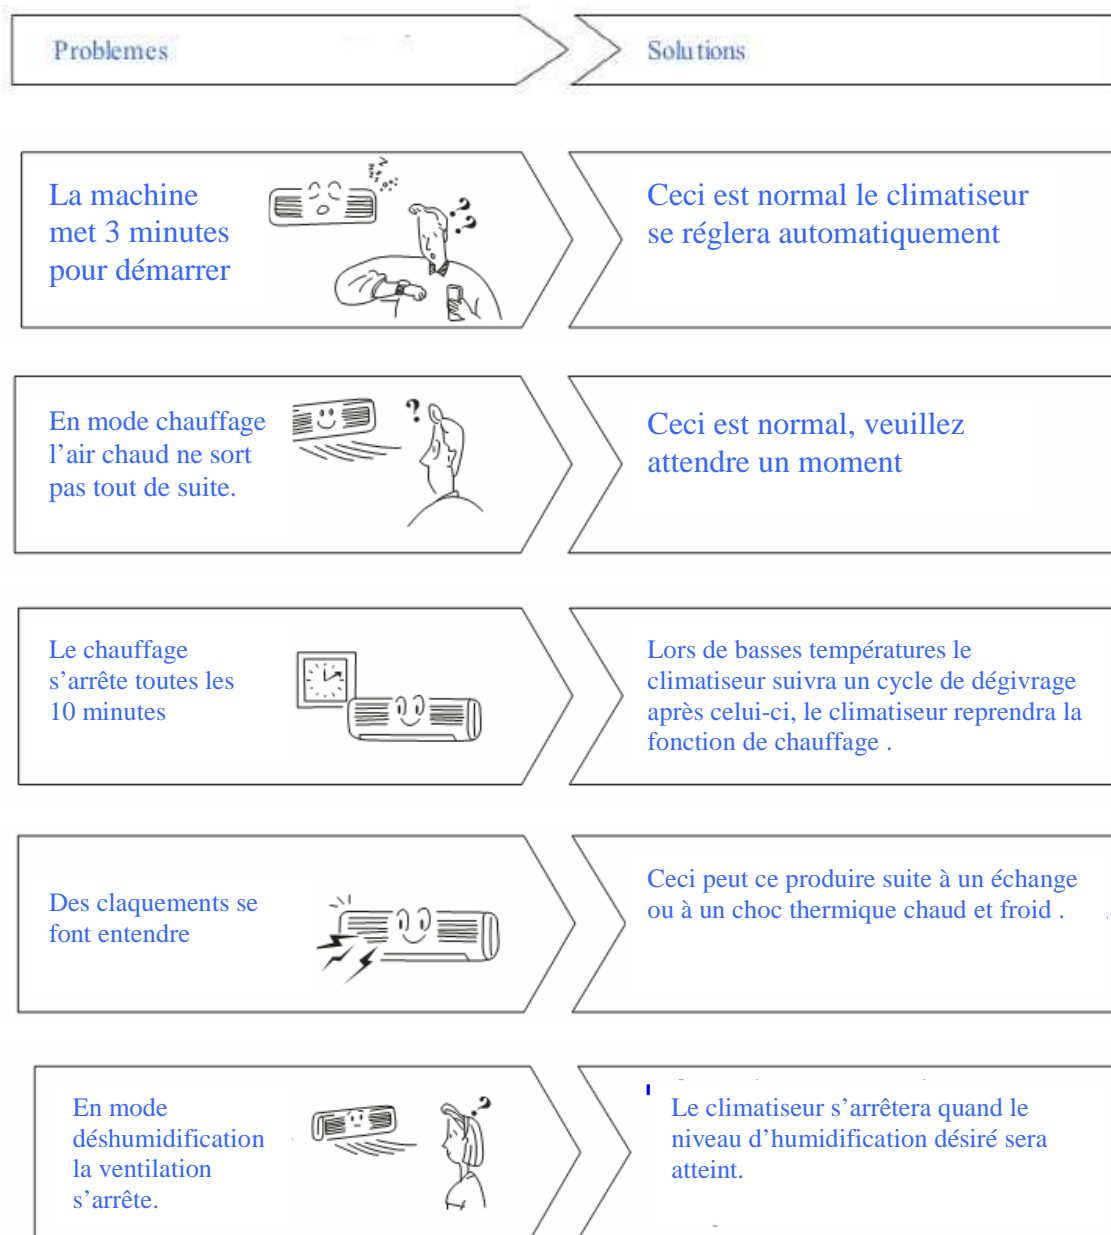 Problemes
Solutions
La machine
met 3 minutes
pour démarrer
Ceci est normal le climatiseur
se réglera automatiquement
En mode chauffage
l’air chaud ne sort
pas tout de suite.
Ceci est normal, veuillez
attendre un moment
Le chauffage
s’arrête toutes les
10 minutes
Lors de basses températures le
climatiseur suivra un cycle de dégivrage
après celui-ci, le climatiseur reprendra la
fonction de chauffage .
Des claquements se
font entendre
Ceci peut ce produire suite à un échange
ou à un choc thermique chaud et froid .
En mode
déshumidification
la ventilation
s’arrête.
Le climatiseur s’arrêtera quand le
niveau d’humidification désiré sera
atteint.